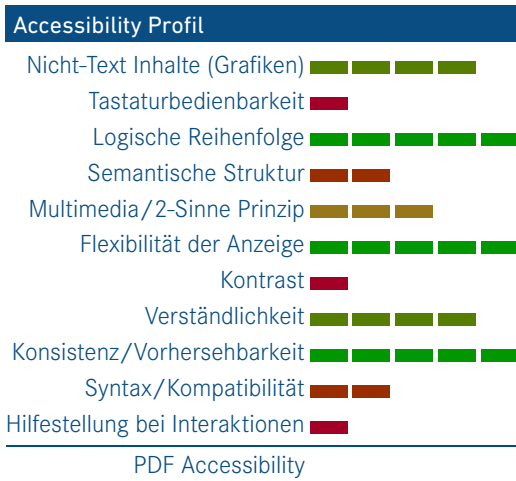 Accessibility Profil
Nicht-Text Inhalte (Grafiken)
Tastaturbedienbarkeit
Logische Reihenfolge
Semantische Struktur
Multimedia/2-Sinne Prinzip
Flexibilität der Anzeige
Kontrast
Verständlichkeit
Konsistenz/Vorhersehbarkeit
Syntax/Kompatibilität
Hilfestellung bei Interaktionen
PDF Accessibility